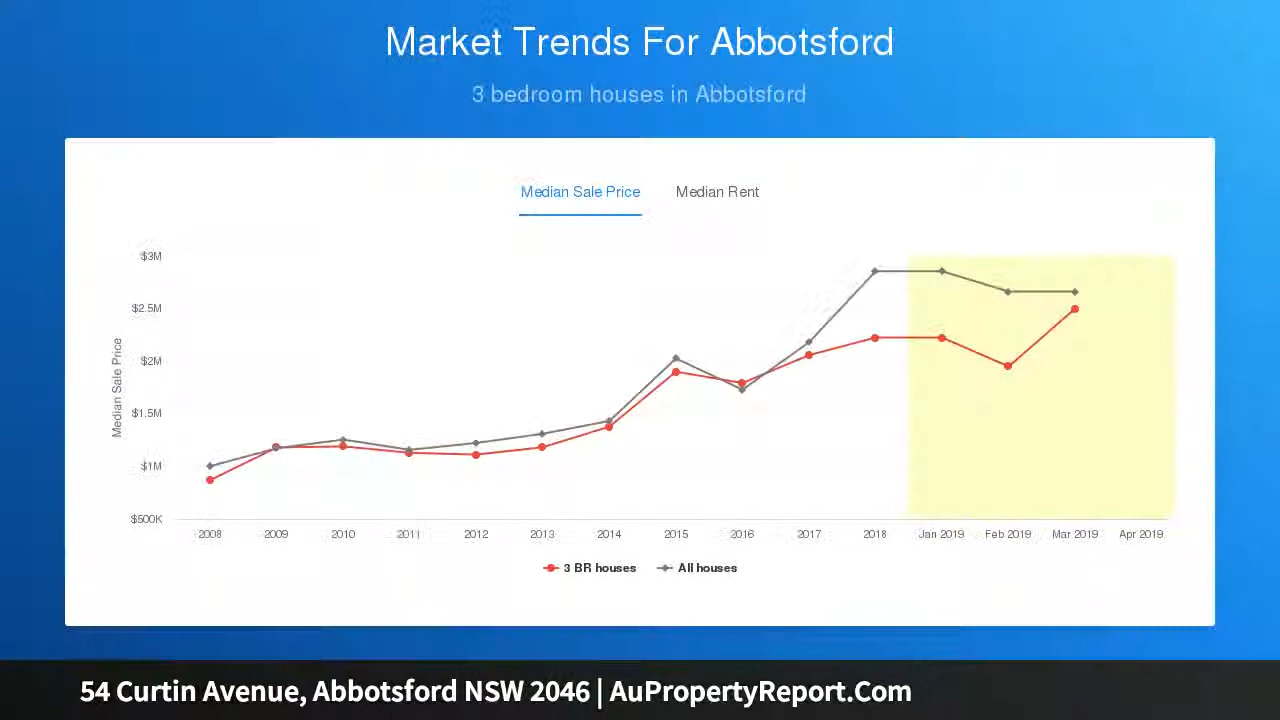 Market Trends For Abbotsford
3 bedroom houses in Abbotsford
Median Sale Price Median Rent
$3M
$2.5M
$2M
$1.5M
$1M
$500K
Median Sale Price
2008 2009 2010 2011 2012 2013 2014 2015 2016 2017 2018 Jan 2019 Feb 2019 Mar 2019 Apr 2019
3 BR houses All houses
54 Curtin Avenue, Abbotsford NSW 2046 | AuPropertyReport.Com